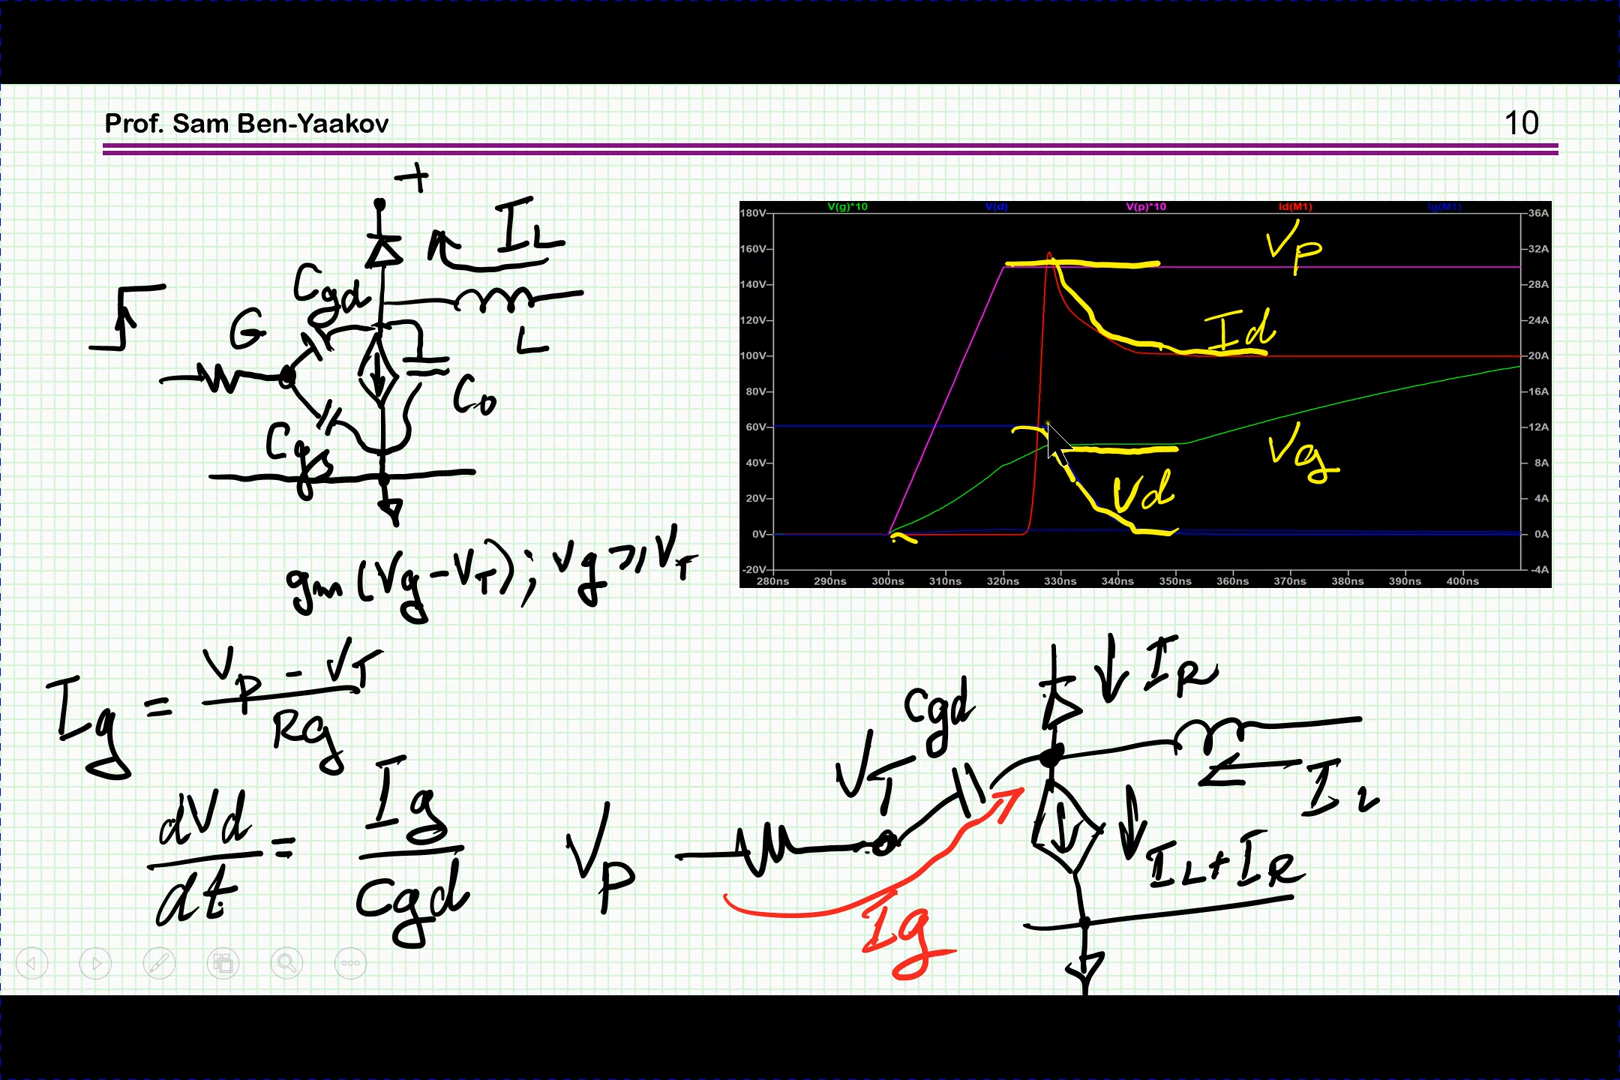 Prof. Sam Ben-Yaakov
10
+
IL
Cgd
G
L
Co
Cgs
gm (Vg - VT); Vg ⩾ VT
Ig = Vp - VT / Rg
dVd / dt = Ig / Cgd
V(g)*10 V(d) V(p)*10 Id(M1) Ig(M1)
180V 36A
160V 32A
140V 28A
120V 24A
100V 20A
80V 16A
60V 12A
40V 8A
20V 4A
0V 0A
-20V -4A
280ns 290ns 300ns 310ns 320ns 330ns 340ns 350ns 360ns 370ns 380ns 390ns 400ns
Vp
Id
Vg
Vd
IR
Cgd
VT
IL
Vp
IL+IR
Ig